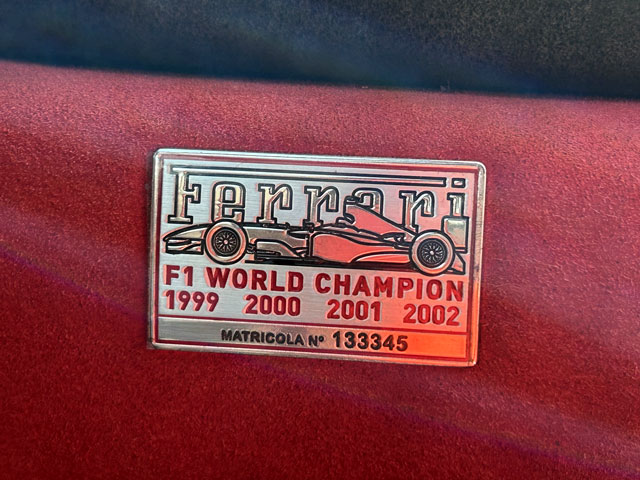 Ferrari
F1 WORLD CHAMPION
1999 2000 2001 2002
MATRICOLA Nº 133345